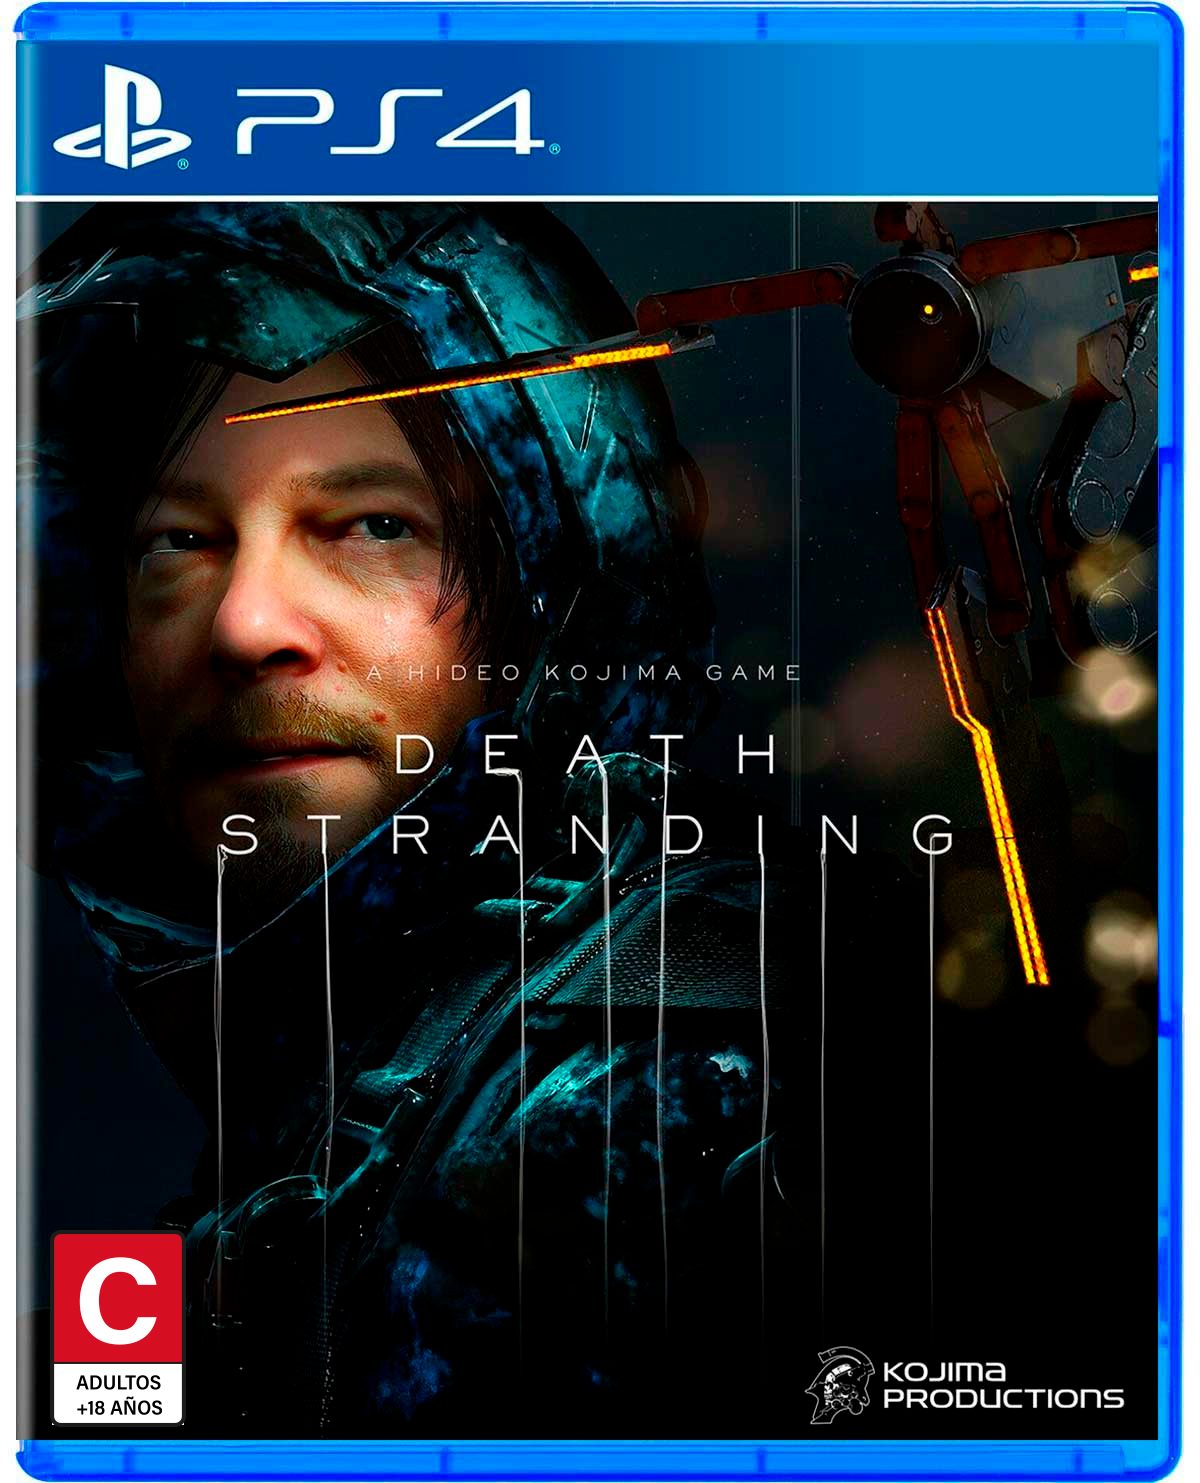 PS4
A HIDEO KOJIMA GAME
DEATH
STRANDING
C
ADULTOS
+18 AÑOS
KOJIMA
PRODUCTIONS